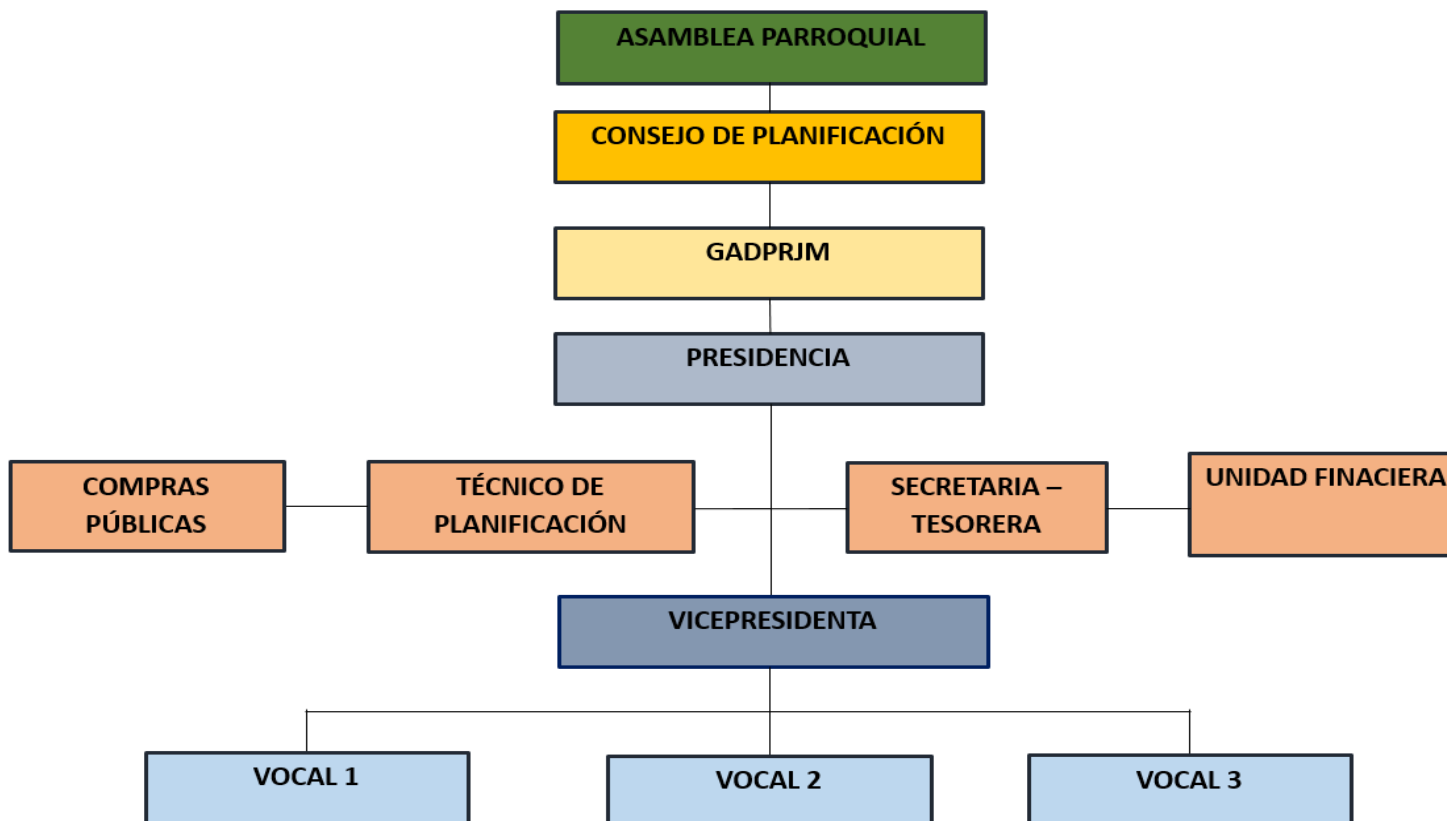 ASAMBLEA PARROQUIAL
CONSEJO DE PLANIFICACIÓN
GADPRJM
PRESIDENCIA
COMPRAS
PÚBLICAS
TÉCNICO DE
PLANIFICACIÓN
SECRETARIA –
TESORERA
UNIDAD FINACIERA
VICEPRESIDENTA
VOCAL 1
VOCAL 2
VOCAL 3